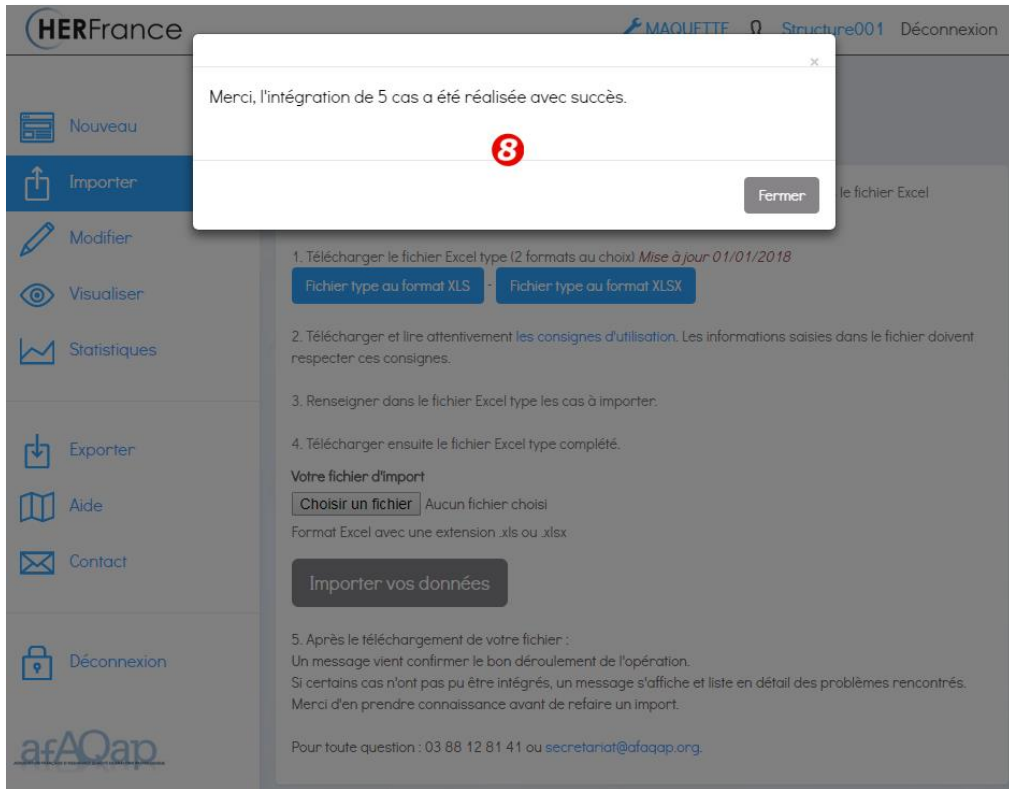 HERFrance
MAQUETTE Structure001 Déconnexion
×
Merci, l'intégration de 5 cas a été réalisée avec succès.
8
Fermer
le fichier Excel
Nouveau
Importer
Modifier
Visualiser
Statistiques
Exporter
Aide
Contact
Déconnexion
afAQap
1. Télécharger le fichier Excel type (2 formats au choix) Mise à jour 01/01/2018
Fichier type au format XLS - Fichier type au format XLSX
2. Télécharger et lire attentivement les consignes d'utilisation. Les informations saisies dans le fichier doivent
respecter ces consignes.
3. Renseigner dans le fichier Excel type les cas à importer.
4. Télécharger ensuite le fichier Excel type complété.
Votre fichier d'import
Choisir un fichier Aucun fichier choisi
Format Excel avec une extension .xls ou .xlsx
Importer vos données
5. Après le téléchargement de votre fichier :
Un message vient confirmer le bon déroulement de l'opération.
Si certains cas n'ont pas pu être intégrés, un message s'affiche et liste en détail des problèmes rencontrés.
Merci d'en prendre connaissance avant de refaire un import.
Pour toute question : 03 88 12 81 41 ou secretariat@afaqap.org.